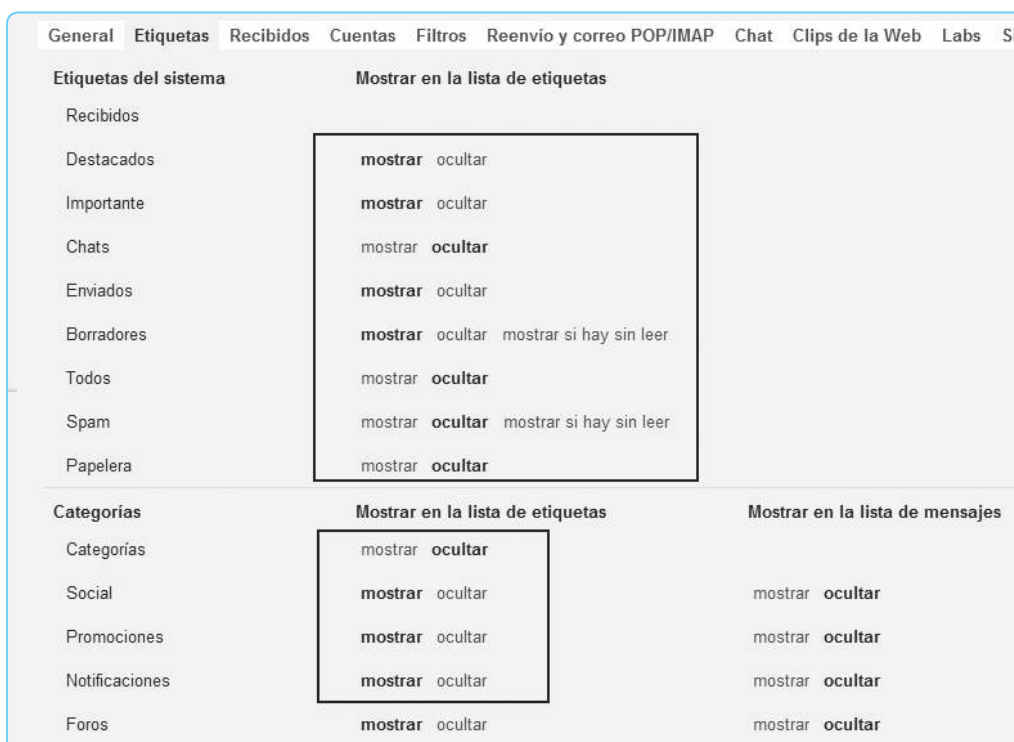 General Etiquetas Recibidos Cuentas Filtros Reenvío y correo POP/IMAP Chat Clips de la Web Labs
Etiquetas del sistema Mostrar en la lista de etiquetas
Recibidos
Destacados mostrar ocultar
Importante mostrar ocultar
Chats mostrar ocultar
Enviados mostrar ocultar
Borradores mostrar ocultar mostrar si hay sin leer
Todos mostrar ocultar
Spam mostrar ocultar mostrar si hay sin leer
Papelera mostrar ocultar
Categorías Mostrar en la lista de etiquetas Mostrar en la lista de mensajes
Categorías mostrar ocultar
Social mostrar ocultar mostrar ocultar
Promociones mostrar ocultar mostrar ocultar
Notificaciones mostrar ocultar mostrar ocultar
Foros mostrar ocultar mostrar ocultar